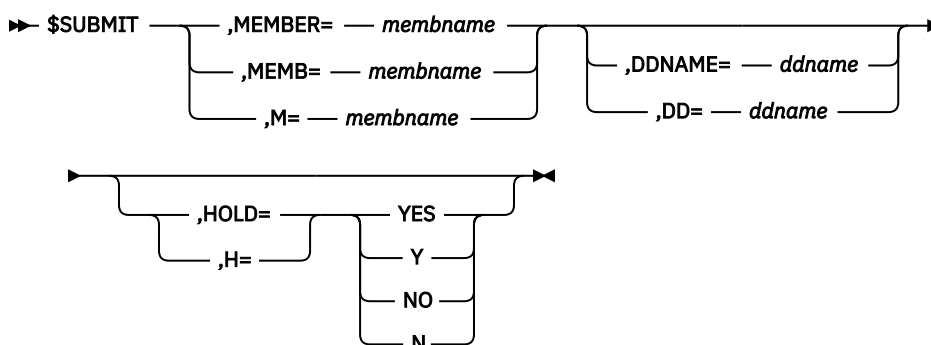 $SUBMIT ,MEMBER= membname
,MEMB= membname ,DDNAME= ddname
,M= membname ,DD= ddname
,HOLD= YES
,H= Y
NO
N